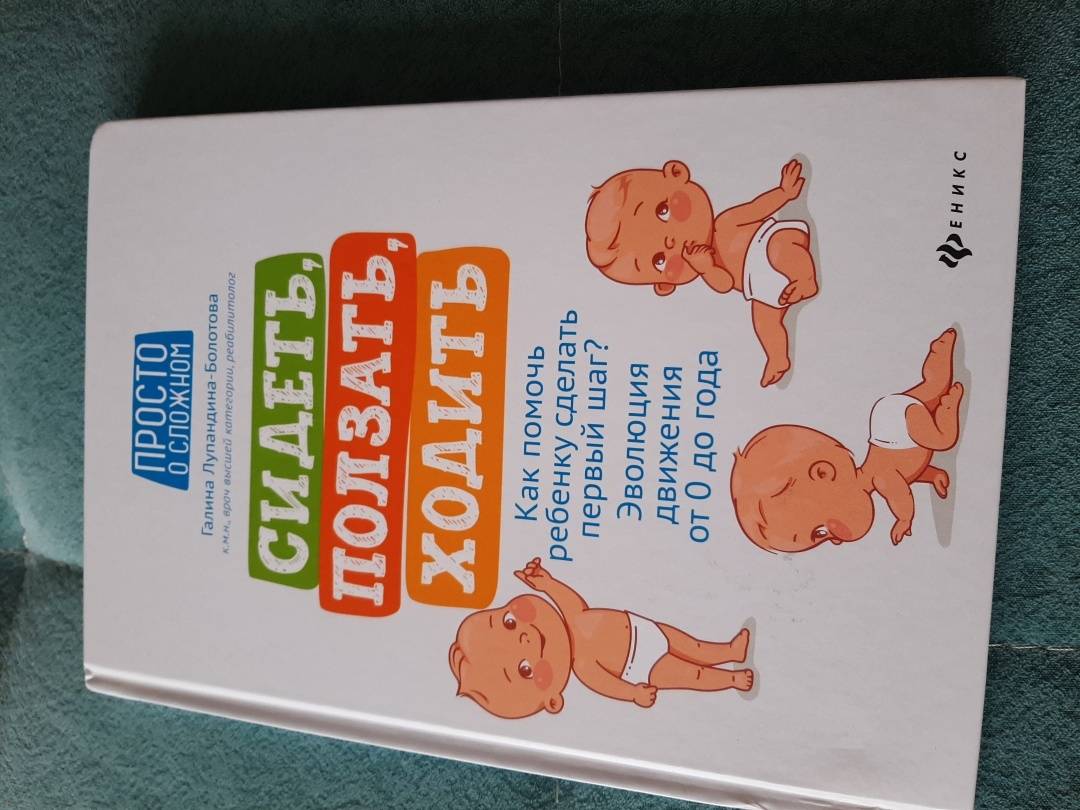 ПРОСТО
О СЛОЖНОМ
Галина Лупандина-Болотова
к.м.н., врач высшей категории, реабилитолог
СИДЕТЬ,
ПОЛЗАТЬ,
ХОДИТЬ
Как помочь
ребенку сделать
первый шаг?
Эволюция
движения
от 0 до года
ФЕНИКС